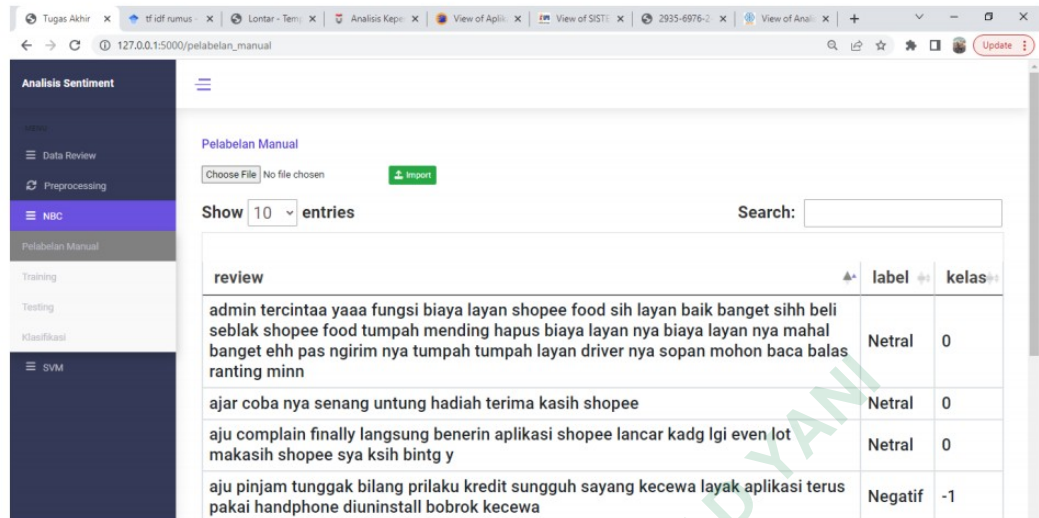 Tugas Akhir
tf idf rumus -
Lontar - Temp
Analisis Kepe
View of Aplik
View of SISTE
2935-6976-2
View of Anali
127.0.0.1:5000/pelabelan_manual
Update
Analisis Sentiment
MENU
Data Review
Preprocessing
NBC
Pelabelan Manual
Training
Testing
Klasifikasi
SVM
Pelabelan Manual
Choose File No file chosen Import
Show 10 entries Search:
review label kelas
admin tercintaa yaaa fungsi biaya layan shopee food sih layan baik banget sihh beli
seblak shopee food tumpah mending hapus biaya layan nya biaya layan nya mahal
banget ehh pas ngirim nya tumpah tumpah layan driver nya sopan mohon baca balas
ranting minn
Netral 0
ajar coba nya senang untung hadiah terima kasih shopee Netral 0
aju complain finally langsung benerin aplikasi shopee lancar kadg lgi even lot
makasih shopee sya ksih bintg y
Netral 0
aju pinjam tunggak bilang prilaku kredit sungguh sayang kecewa layak aplikasi terus
pakai handphone diuninstall bobrok kecewa
Negatif -1
D YANI